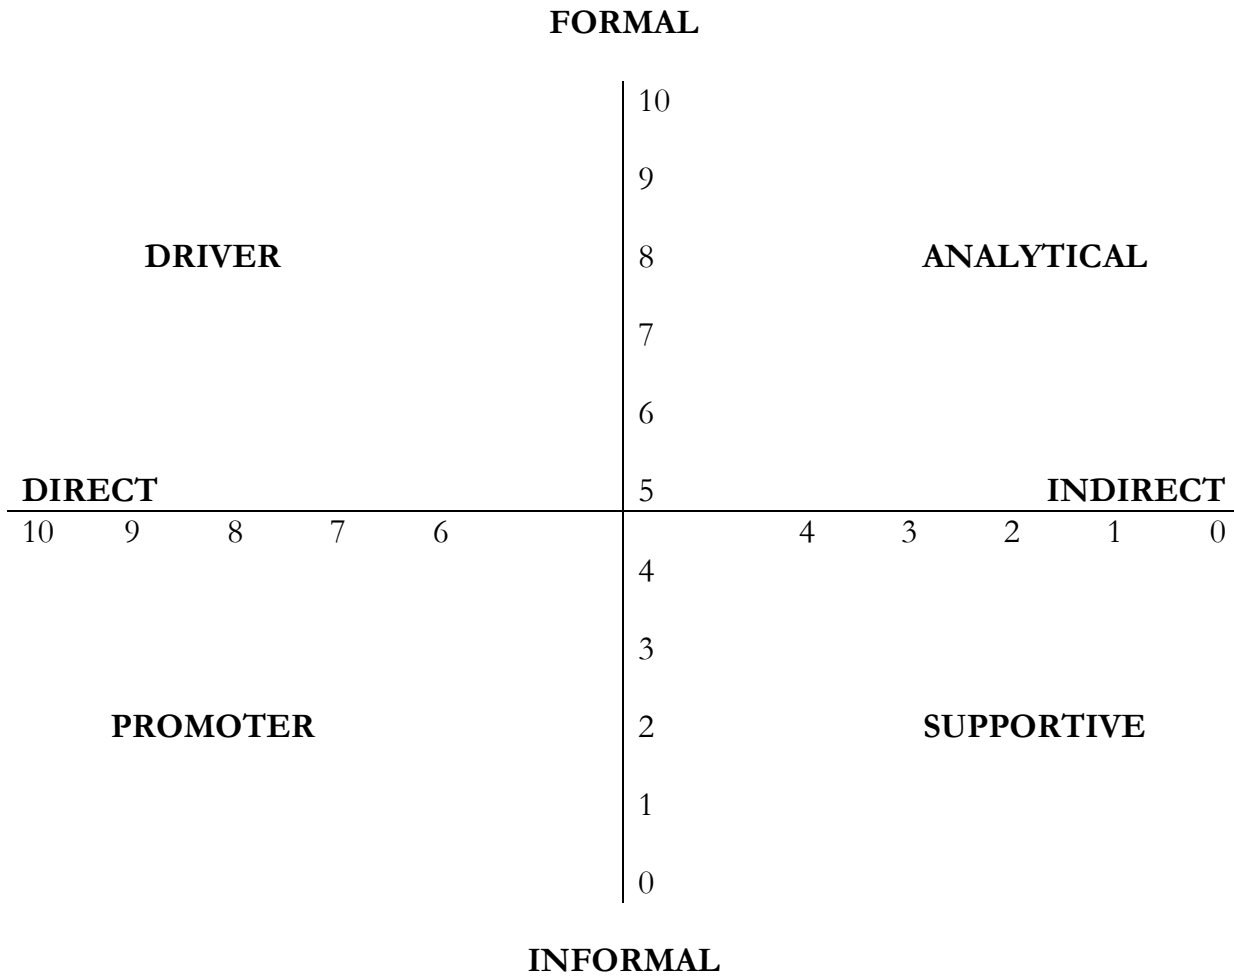 FORMAL
10
9
DRIVER 8 ANALYTICAL
7
6
DIRECT 5 INDIRECT
10 9 8 7 6 4 3 2 1 0
4
3
PROMOTER 2 SUPPORTIVE
1
0
INFORMAL